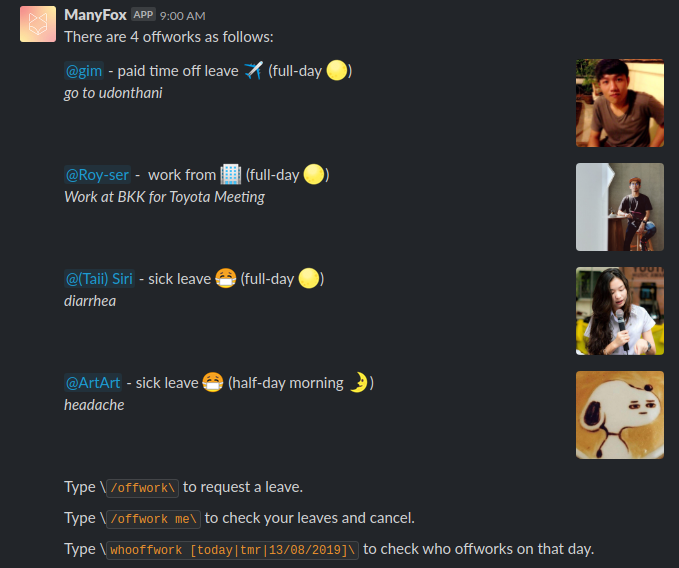 ManyFox APP 9:00 AM
There are 4 offworks as follows:
@gim - paid time off leave ✈️ (full-day 🌕)
go to udonthani
@Roy-ser - work from 🏢 (full-day 🌕)
Work at BKK for Toyota Meeting
@(Taii) Siri - sick leave 😷 (full-day 🌕)
diarrhea
@ArtArt - sick leave 😷 (half-day morning 🌛)
headache
Type \/offwork\ to request a leave.
Type \/offwork me\ to check your leaves and cancel.
Type \whooffwork [today|tmr|13/08/2019]\ to check who offworks on that day.